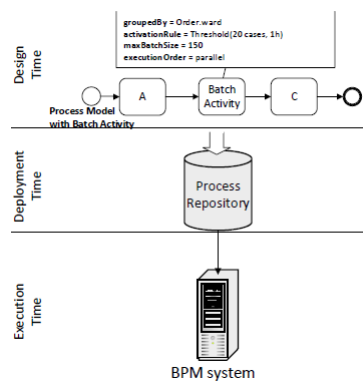 groupedBy = Order.ward
activationRule = Threshold(20 cases, 1h)
maxBatchSize = 150
executionOrder = parallel
Design
Time
A
Batch
Activity
C
Process Model
with Batch Activity
Deployment
Time
Process
Repository
Execution
Time
BPM system